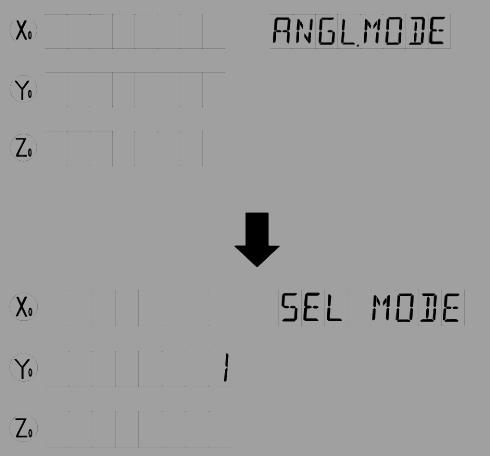 X₀ ANGL.MODE
Y₀
Z₀
X₀ SEL MODE
Y₀ 1
Z₀